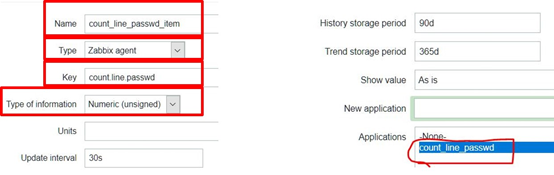 Name count_line_passwd_item
Type Zabbix agent
Key count.line.passwd
Type of information Numeric (unsigned)
Units
Update interval 30s
History storage period 90d
Trend storage period 365d
Show value As is
New application
Applications -None-
count_line_passwd